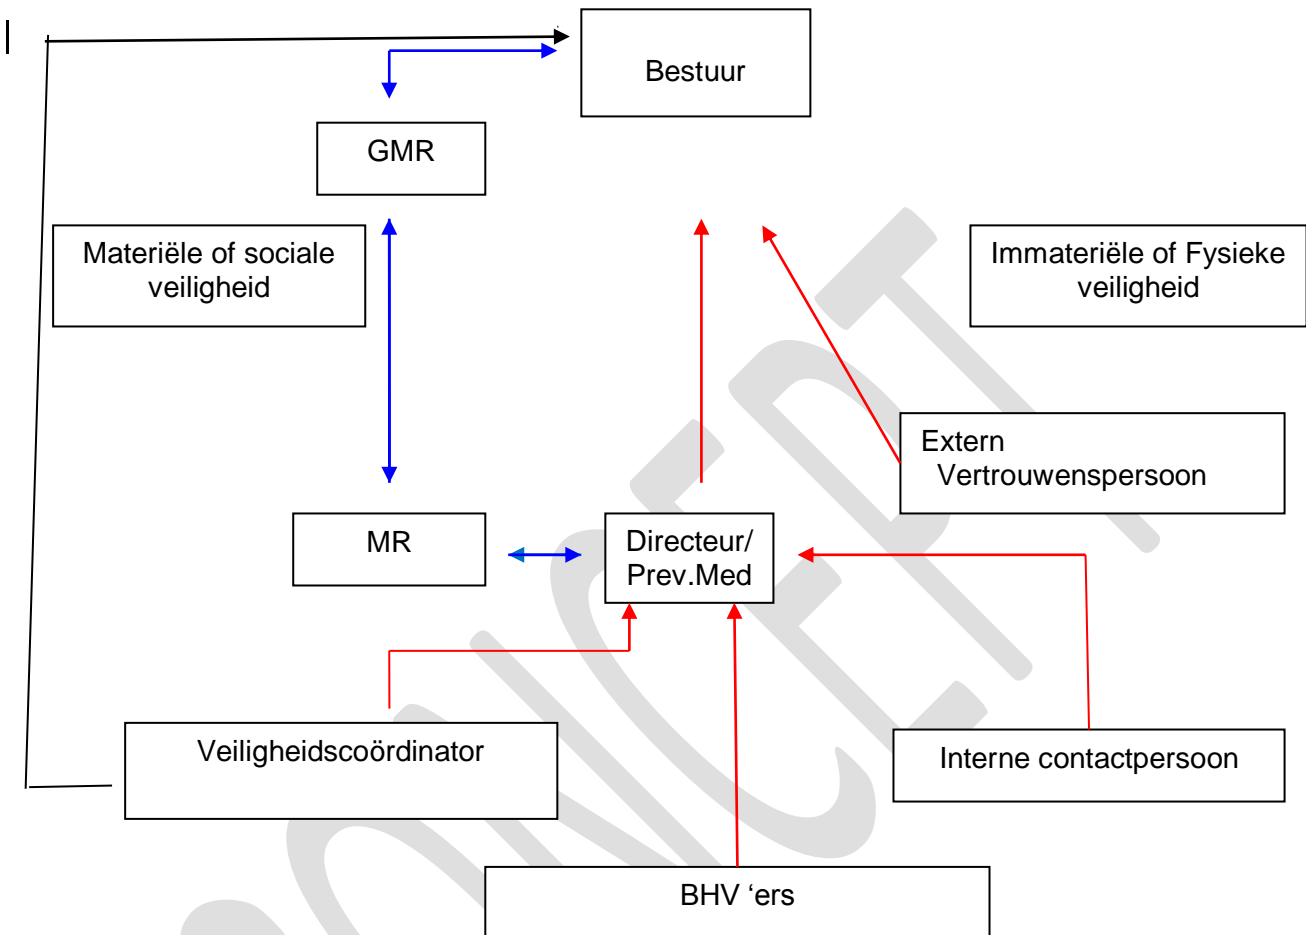 Bestuur
GMR
Materiële of sociale
veiligheid
Immateriële of Fysieke
veiligheid
Extern
Vertrouwenspersoon
MR
Directeur/
Prev.Med
Veiligheidscoördinator
Interne contactpersoon
BHV ‘ers
ONCEPT